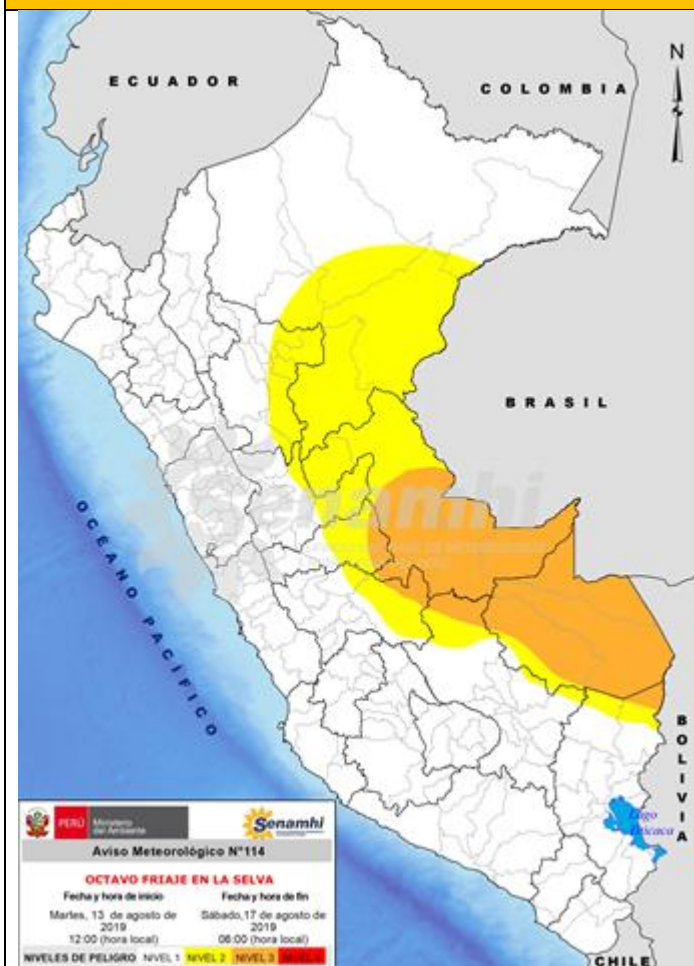 ECUADOR
COLOMBIA
N
BRASIL
Senamhi
OCÉANO PACÍFICO
BOLIVIA
Lago
Titicaca
CHILE
PERÚ Ministerio
del Ambiente
Senamhi
Aviso Meteorológico N°114
OCTAVO FRIAJE EN LA SELVA
Fecha y hora de inicio Fecha y hora de fin
Martes, 13 de agosto de Sábado,17 de agosto de
2019 2019
12:00 (hora local) 06:00 (hora local)
NIVELES DE PELIGRO NIVEL 1 NIVEL 2 NIVEL 3 NIVEL 4